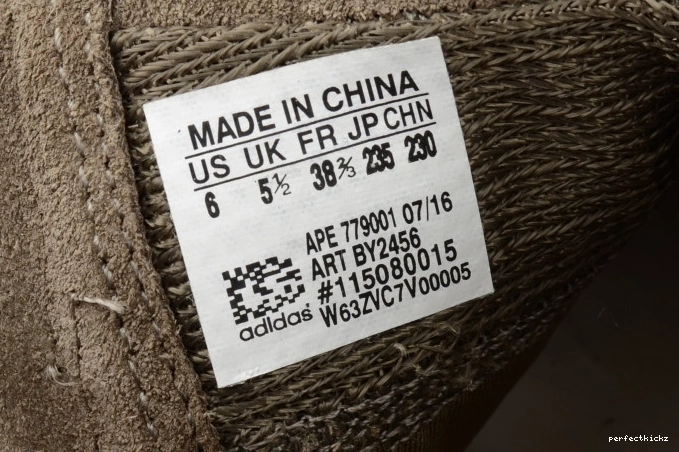 MADE IN CHINA
US UK FR JP CHN
6 5½ 38⅔ 235 230
APE 779001 07/16
ART BY2456
#115080015
W63ZVC7V00005
adidas
perfectkickz